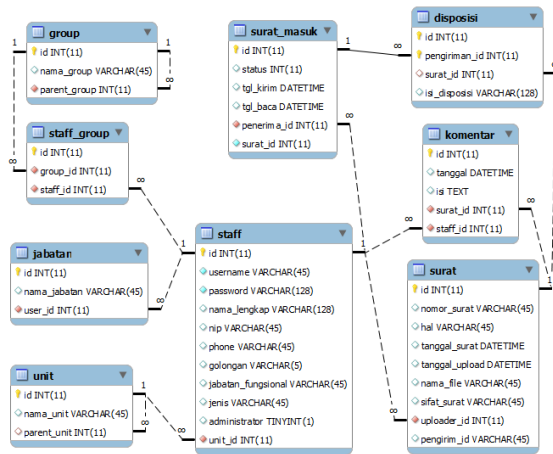 group
id INT(11)
nama_group VARCHAR(45)
parent_group INT(11)
1
1
∞
∞
staff_group
id INT(11)
group_id INT(11)
staff_id INT(11)
∞
jabatan
id INT(11)
nama_jabatan VARCHAR(45)
user_id INT(11)
∞
unit
id INT(11)
nama_unit VARCHAR(45)
parent_unit INT(11)
1
∞
surat_masuk
id INT(11)
status INT(11)
tgl_kirim DATETIME
tgl_baca DATETIME
penerima_id INT(11)
surat_id INT(11)
1
∞
staff
id INT(11)
username VARCHAR(45)
password VARCHAR(128)
nama_lengkap VARCHAR(128)
nip VARCHAR(45)
phone VARCHAR(45)
golongan VARCHAR(5)
jabatan_fungsional VARCHAR(45)
jenis VARCHAR(45)
administrator TINYINT(1)
unit_id INT(11)
1
1
∞
disposisi
id INT(11)
pengiriman_id INT(11)
surat_id INT(11)
isi_disposisi VARCHAR(128)
∞
∞
komentar
id INT(11)
tanggal DATETIME
isi TEXT
surat_id INT(11)
staff_id INT(11)
∞
∞
surat
id INT(11)
nomor_surat VARCHAR(45)
hal VARCHAR(45)
tanggal_surat DATETIME
tanggal_upload DATETIME
nama_file VARCHAR(45)
sifat_surat VARCHAR(45)
uploader_id INT(11)
pengirim_id VARCHAR(45)
1
∞